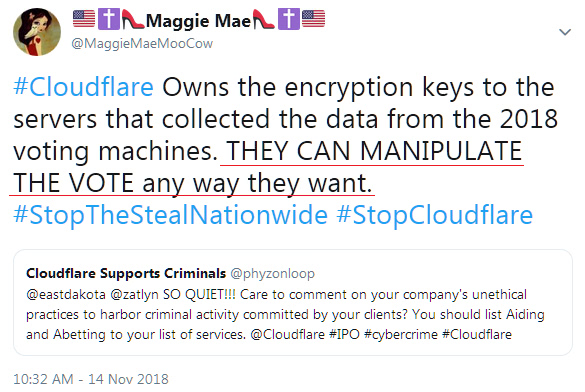 Maggie Mae
@MaggieMaeMooCow
#Cloudflare Owns the encryption keys to the
servers that collected the data from the 2018
voting machines. THEY CAN MANIPULATE
THE VOTE any way they want.
#StopTheStealNationwide #StopCloudflare
Cloudflare Supports Criminals @phyzonloop
@eastdakota @zatlyn SO QUIET!!! Care to comment on your company's unethical
practices to harbor criminal activity committed by your clients? You should list Aiding
and Abetting to your list of services. @Cloudflare #IPO #cybercrime #Cloudflare
10:32 AM - 14 Nov 2018